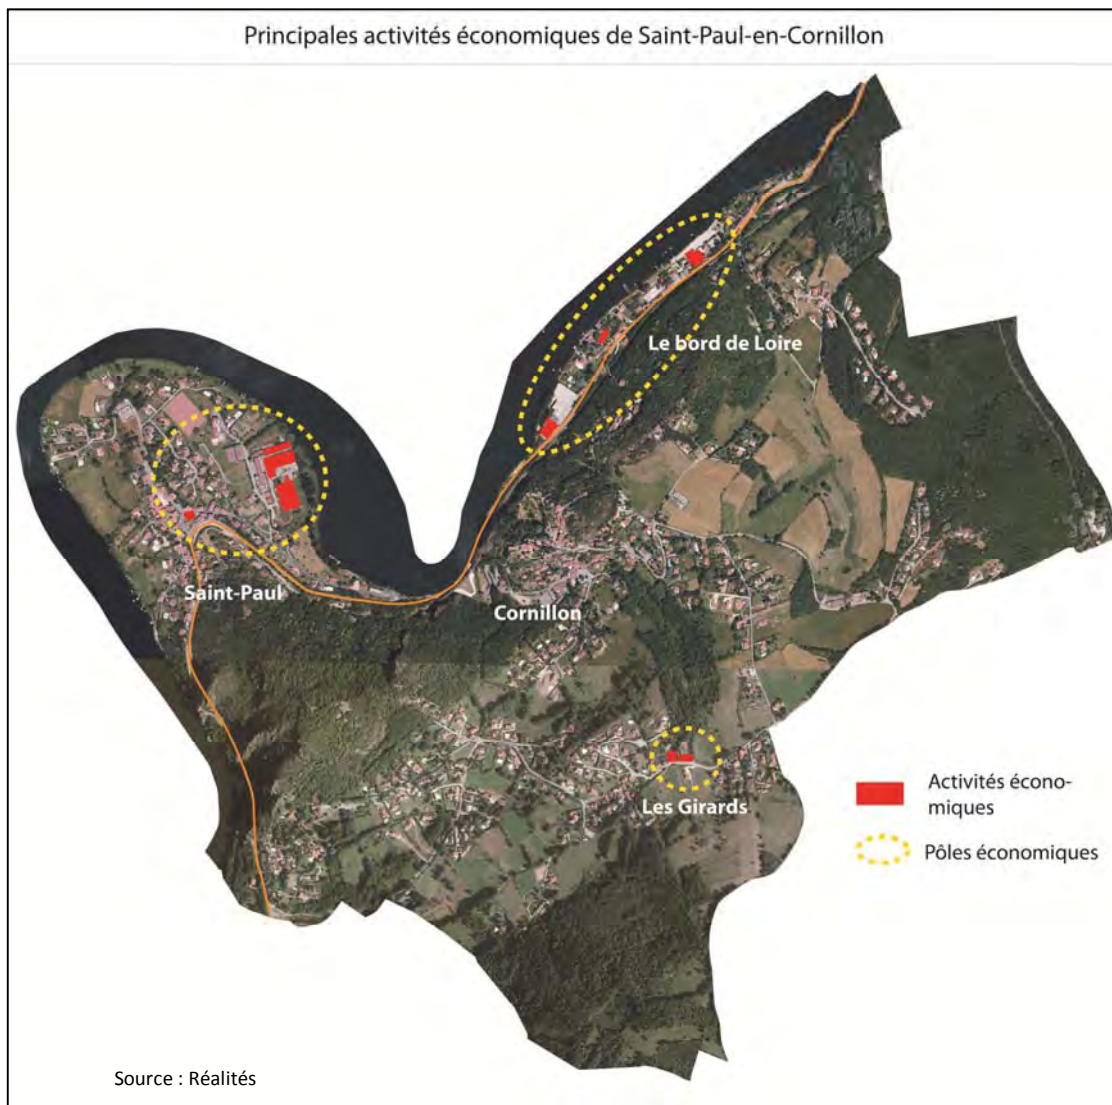 Principales activités économiques de Saint-Paul-en-Cornillon
Le bord de Loire
Saint-Paul
Cornillon
Les Girards
Activités écono-
miques
Pôles économiques
Source : Réalités